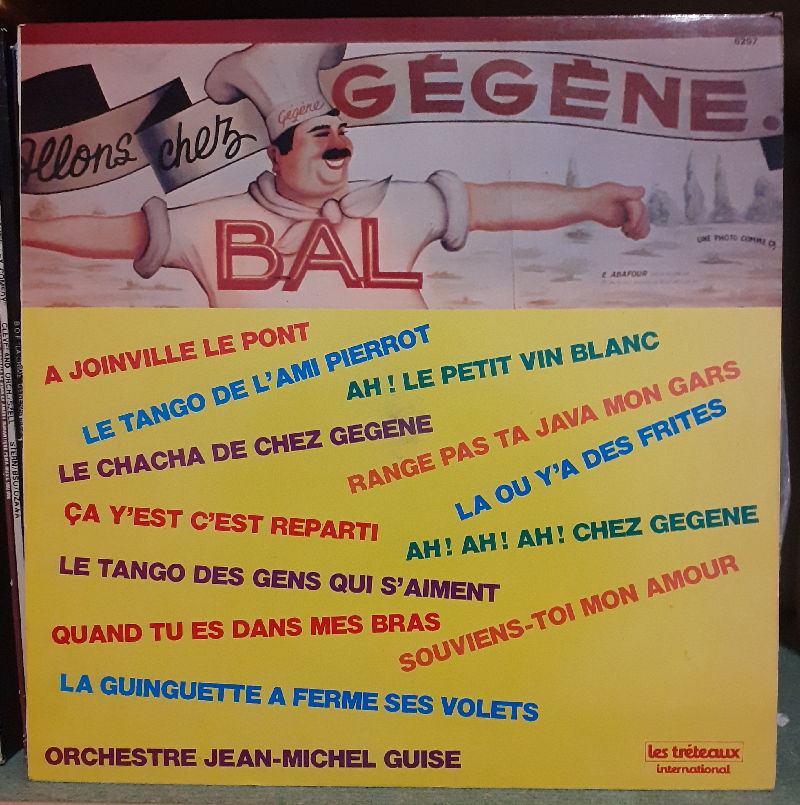 6297
Allons chez
Gégène
GÉGÈNE.
BAL
UNE PHOTO COMME ÇA
E. ABAFOUR
A JOINVILLE LE PONT
LE TANGO DE L'AMI PIERROT
AH ! LE PETIT VIN BLANC
LE CHACHA DE CHEZ GEGENE
RANGE PAS TA JAVA MON GARS
LA OU Y'A DES FRITES
ÇA Y'EST C'EST REPARTI
AH ! AH ! AH ! CHEZ GEGENE
LE TANGO DES GENS QUI S'AIMENT
QUAND TU ES DANS MES BRAS
SOUVIENS-TOI MON AMOUR
LA GUINGUETTE A FERME SES VOLETS
ORCHESTRE JEAN-MICHEL GUISE
les tréteaux
international